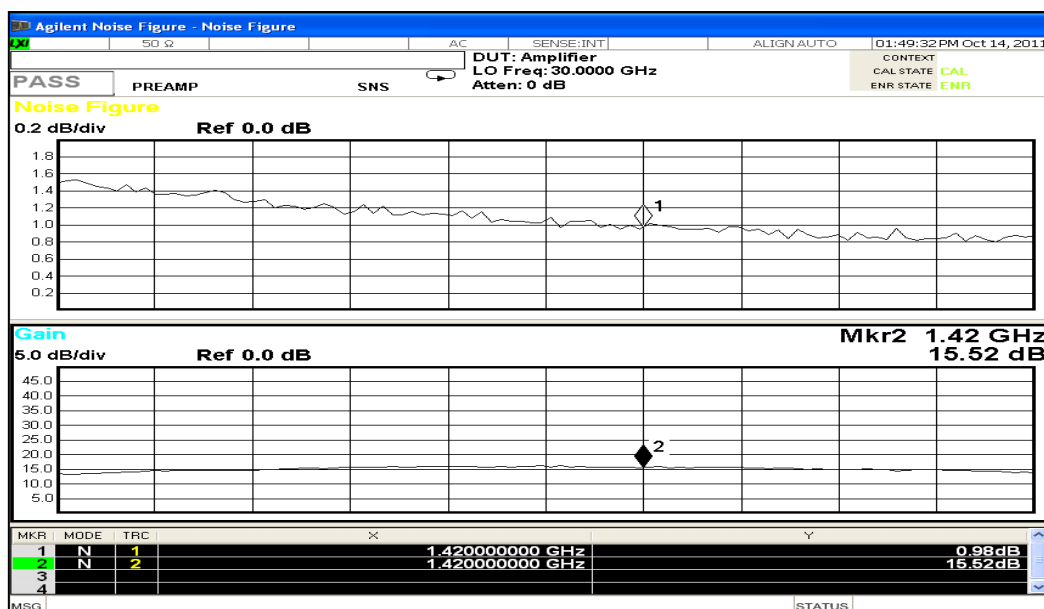 Agilent Noise Figure - Noise Figure
LXI 50 Ω AC SENSE:INT ALIGN AUTO 01:49:32 PM Oct 14, 2011
DUT: Amplifier CONTEXT
LO Freq: 30.0000 GHz CAL STATE CAL
PASS PREAMP SNS Atten: 0 dB ENR STATE ENR
Noise Figure
0.2 dB/div Ref 0.0 dB
1.8
1.6
1.4
1.2
1
1.0
0.8
0.6
0.4
0.2
Gain Mkr2 1.42 GHz
5.0 dB/div Ref 0.0 dB 15.52 dB
45.0
40.0
35.0
30.0
25.0
2
20.0
15.0
10.0
5.0
MKR MODE TRC X Y
1 N 1 1.420000000 GHz 0.98dB
2 N 2 1.420000000 GHz 15.52dB
3
4
MSG STATUS